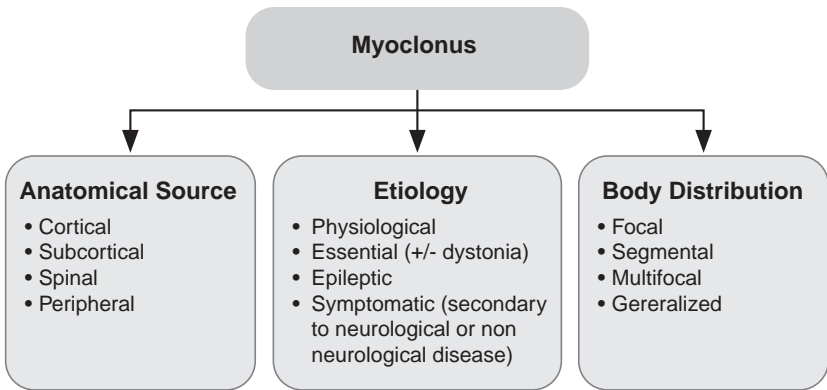 Myoclonus
Anatomical Source
• Cortical
• Subcortical
• Spinal
• Peripheral
Etiology
• Physiological
• Essential (+/- dystonia)
• Epileptic
• Symptomatic (secondary
to neurological or non
neurological disease)
Body Distribution
• Focal
• Segmental
• Multifocal
• Gereralized